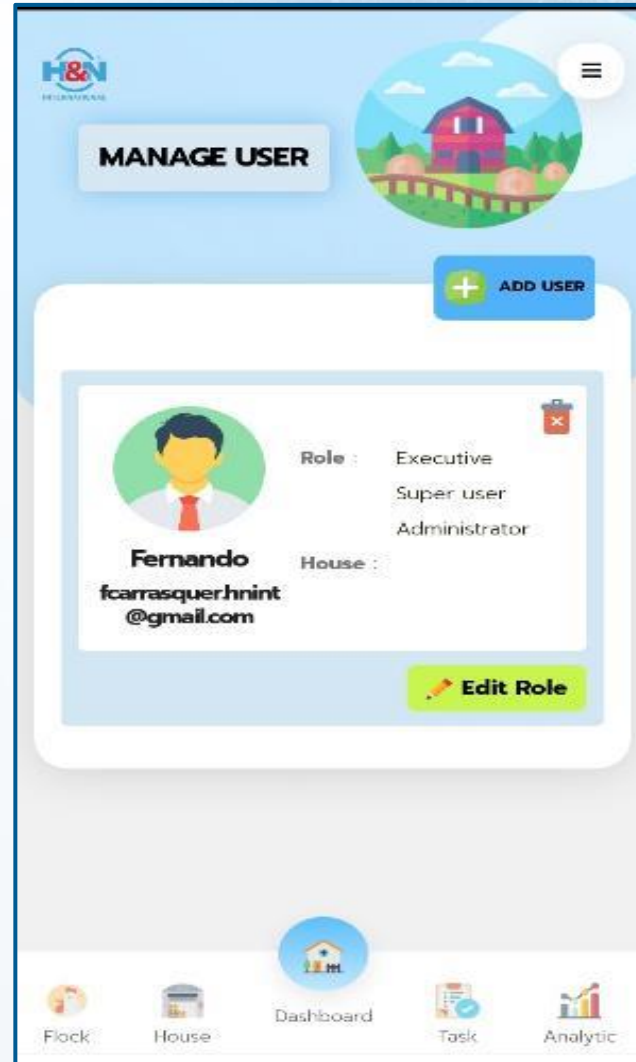 H&N
INTERNATIONAL
MANAGE USER
ADD USER
Role : Executive
Super user
Administrator
Fernando
House :
fcarrasquer.hnint
@gmail.com
Edit Role
Dashboard
Flock House Task Analytic